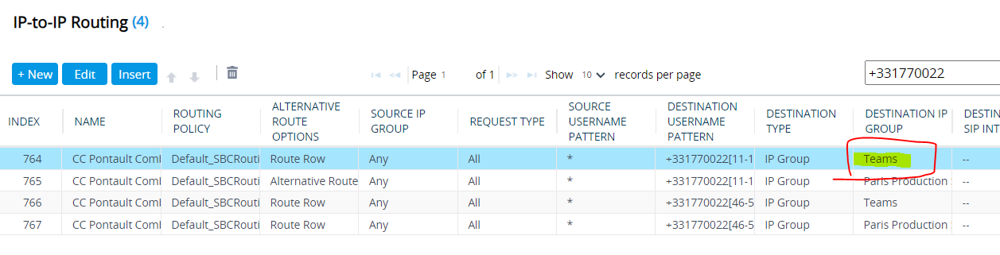 IP-to-IP Routing (4)
+ New Edit Insert Page 1 of 1 Show 10 records per page +331770022
INDEX NAME ROUTING POLICY ALTERNATIVE ROUTE OPTIONS SOURCE IP GROUP REQUEST TYPE SOURCE USERNAME PATTERN DESTINATION USERNAME PATTERN DESTINATION TYPE DESTINATION IP GROUP DESTIN SIP INT
764 CC Pontault Coml Default_SBCRouti Route Row Any All * +331770022[11-1 IP Group Teams --
765 CC Pontault Coml Default_SBCRouti Alternative Route Any All * +331770022[11-1 IP Group Paris Production --
766 CC Pontault Coml Default_SBCRouti Route Row Any All * +331770022[46-5 IP Group Teams --
767 CC Pontault Coml Default_SBCRouti Route Row Any All * +331770022[46-5 IP Group Paris Production --